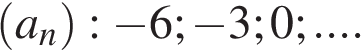 (aₙ) : −6; −3; 0; ....